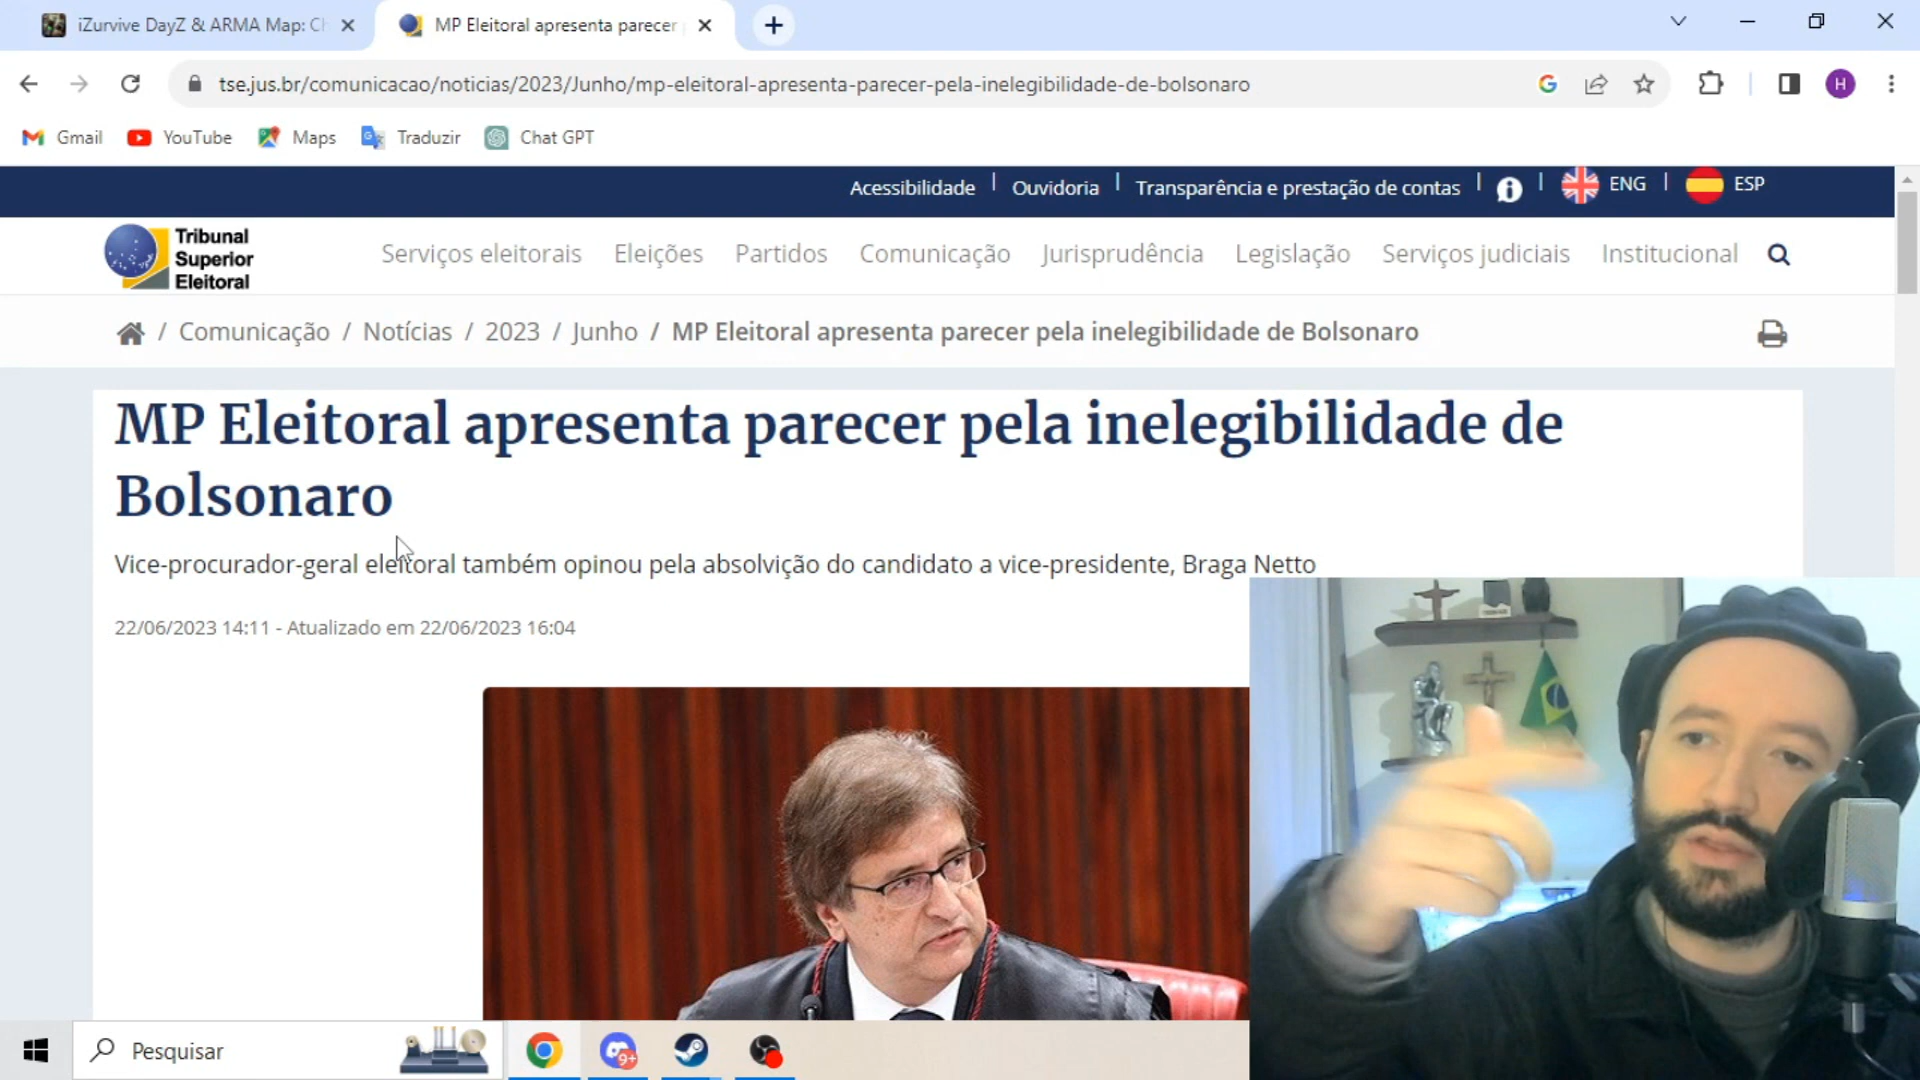 iZurvive DayZ & ARMA Map: Ch
MP Eleitoral apresenta parecer
tse.jus.br/comunicacao/noticias/2023/Junho/mp-eleitoral-apresenta-parecer-pela-inelegibilidade-de-bolsonaro
H
Gmail
YouTube
Maps
Traduzir
Chat GPT
Acessibilidade
Ouvidoria
Transparência e prestação de contas
ENG
ESP
Tribunal
Superior
Eleitoral
Serviços eleitorais
Eleições
Partidos
Comunicação
Jurisprudência
Legislação
Serviços judiciais
Institucional
/ Comunicação / Notícias / 2023 / Junho / MP Eleitoral apresenta parecer pela inelegibilidade de Bolsonaro
MP Eleitoral apresenta parecer pela inelegibilidade de
Bolsonaro
Vice-procurador-geral eleitoral também opinou pela absolvição do candidato a vice-presidente, Braga Netto
22/06/2023 14:11 - Atualizado em 22/06/2023 16:04
Pesquisar
9+